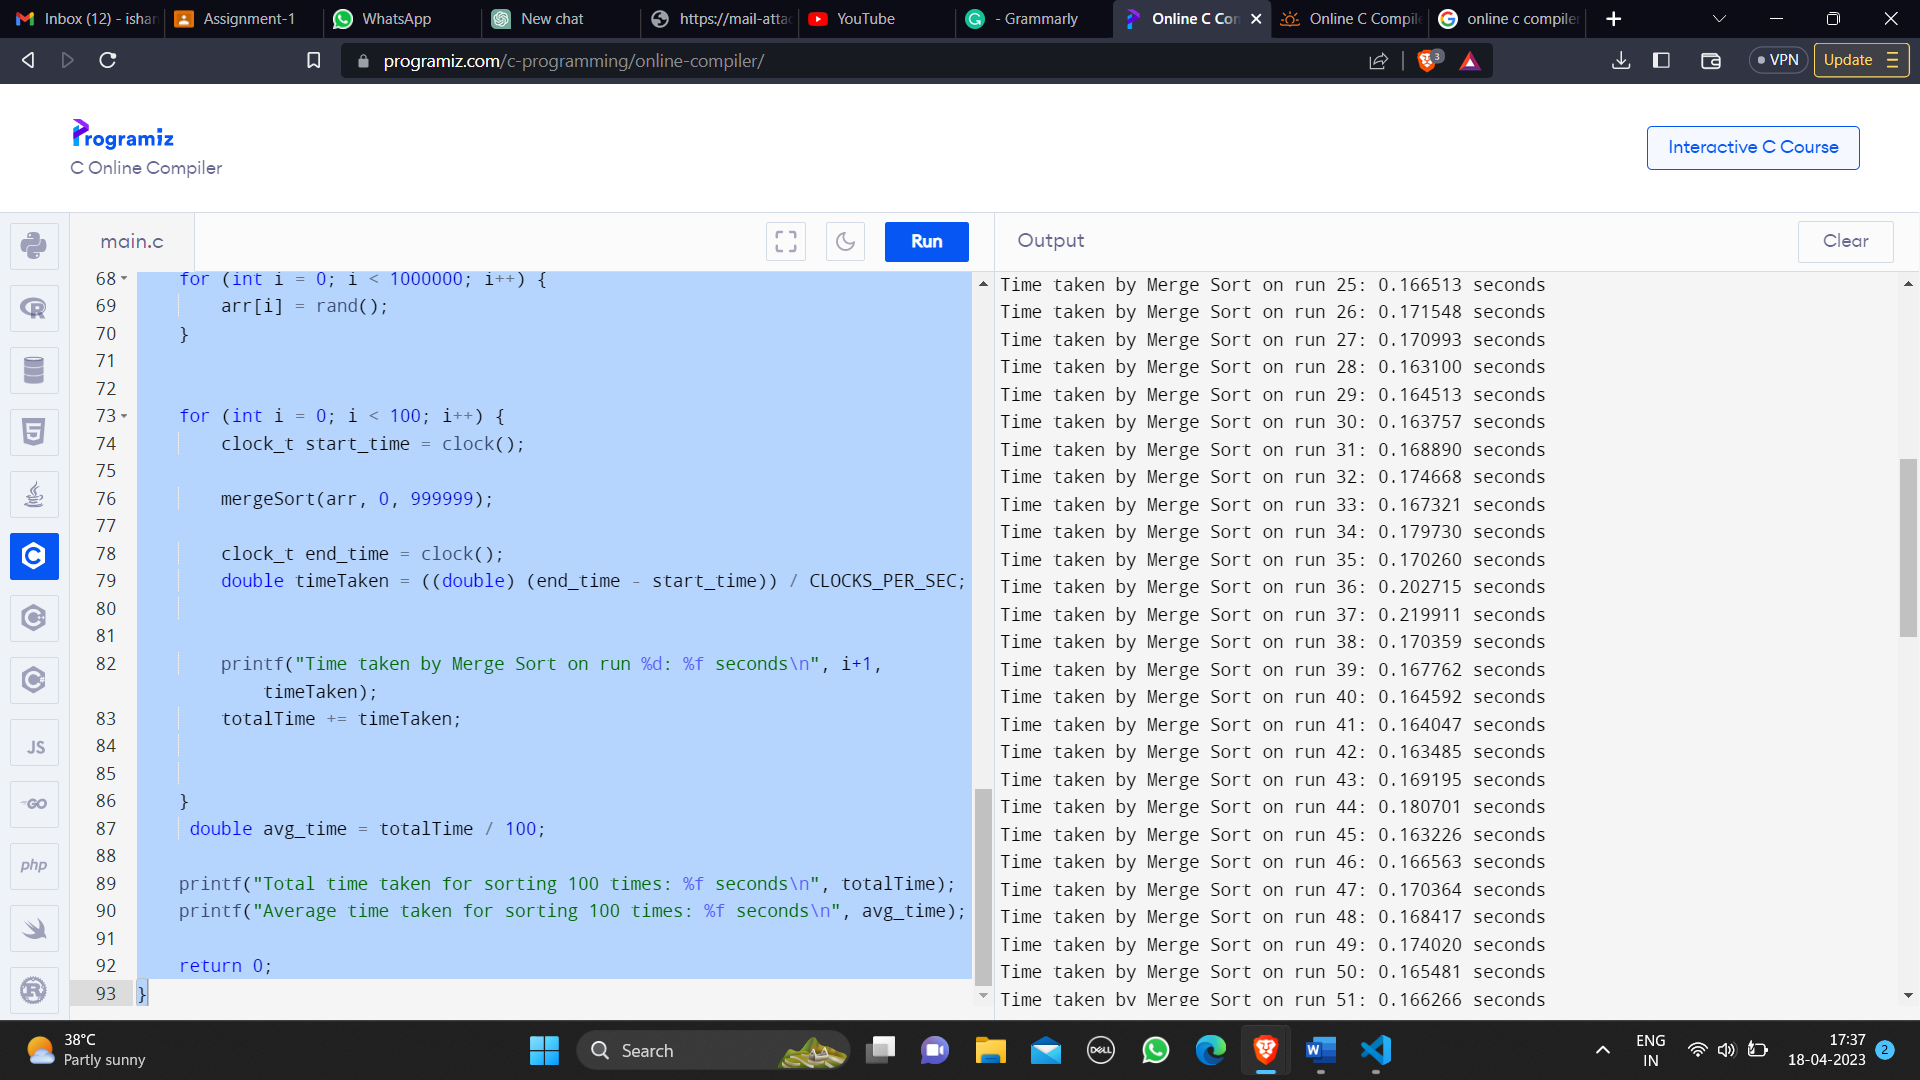 Inbox (12) - ishan
Assignment-1
WhatsApp
New chat
https://mail-atta
YouTube
- Grammarly
Online C Con
Online C Compile
online c compiler
programiz.com/c-programming/online-compiler/
3
VPN
Update
Programiz
C Online Compiler
Interactive C Course
main.c
Run
Output
Clear
68 for (int i = 0; i < 1000000; i++) {
69 arr[i] = rand();
70 }
71
72
73 for (int i = 0; i < 100; i++) {
74 clock_t start_time = clock();
75
76 mergeSort(arr, 0, 999999);
77
78 clock_t end_time = clock();
79 double timeTaken = ((double) (end_time - start_time)) / CLOCKS_PER_SEC;
80
81
82 printf("Time taken by Merge Sort on run %d: %f seconds\n", i+1,
timeTaken);
83 totalTime += timeTaken;
84
85
86 }
87 double avg_time = totalTime / 100;
88
89 printf("Total time taken for sorting 100 times: %f seconds\n", totalTime);
90 printf("Average time taken for sorting 100 times: %f seconds\n", avg_time);
91
92 return 0;
93 }
Time taken by Merge Sort on run 25: 0.166513 seconds
Time taken by Merge Sort on run 26: 0.171548 seconds
Time taken by Merge Sort on run 27: 0.170993 seconds
Time taken by Merge Sort on run 28: 0.163100 seconds
Time taken by Merge Sort on run 29: 0.164513 seconds
Time taken by Merge Sort on run 30: 0.163757 seconds
Time taken by Merge Sort on run 31: 0.168890 seconds
Time taken by Merge Sort on run 32: 0.174668 seconds
Time taken by Merge Sort on run 33: 0.167321 seconds
Time taken by Merge Sort on run 34: 0.179730 seconds
Time taken by Merge Sort on run 35: 0.170260 seconds
Time taken by Merge Sort on run 36: 0.202715 seconds
Time taken by Merge Sort on run 37: 0.219911 seconds
Time taken by Merge Sort on run 38: 0.170359 seconds
Time taken by Merge Sort on run 39: 0.167762 seconds
Time taken by Merge Sort on run 40: 0.164592 seconds
Time taken by Merge Sort on run 41: 0.164047 seconds
Time taken by Merge Sort on run 42: 0.163485 seconds
Time taken by Merge Sort on run 43: 0.169195 seconds
Time taken by Merge Sort on run 44: 0.180701 seconds
Time taken by Merge Sort on run 45: 0.163226 seconds
Time taken by Merge Sort on run 46: 0.166563 seconds
Time taken by Merge Sort on run 47: 0.170364 seconds
Time taken by Merge Sort on run 48: 0.168417 seconds
Time taken by Merge Sort on run 49: 0.174020 seconds
Time taken by Merge Sort on run 50: 0.165481 seconds
Time taken by Merge Sort on run 51: 0.166266 seconds
JS
GO
php
38°C
Partly sunny
Search
DELL
ENG
IN
17:37
18-04-2023
2